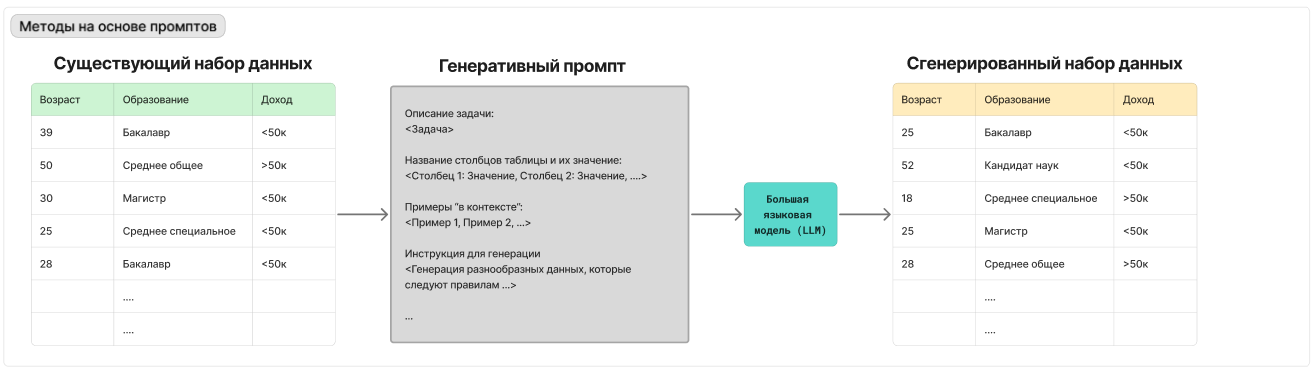 Методы на основе промптов
Существующий набор данных
Возраст Образование Доход
39 Бакалавр <50к
50 Среднее общее >50к
30 Магистр <50к
25 Среднее специальное <50к
28 Бакалавр <50к
....
....
Генеративный промпт
Описание задачи:
<Задача>
Название столбцов таблицы и их значение:
<Столбец 1: Значение, Столбец 2: Значение, ....>
Примеры "в контексте":
<Пример 1, Пример 2, ...>
Инструкция для генерации
<Генерация разнообразных данных, которые
следуют правилам ...>
...
Большая
языковая
модель (LLM)
Сгенерированный набор данных
Возраст Образование Доход
25 Бакалавр <50к
52 Кандидат наук <50к
18 Среднее специальное >50к
25 Магистр <50к
28 Среднее общее >50к
....
....